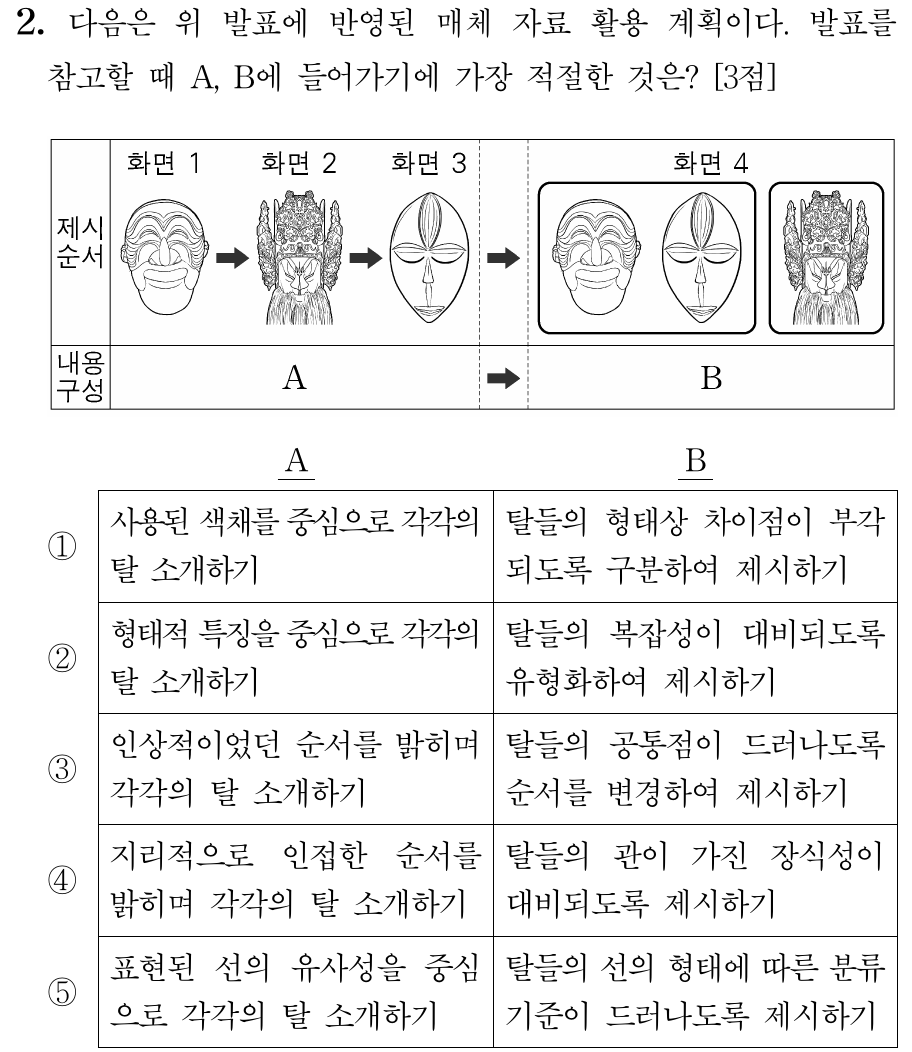 2. 다음은 위 발표에 반영된 매체 자료 활용 계획이다. 발표를
참고할 때 A, B에 들어가기에 가장 적절한 것은? [3점]
화면 1 화면 2 화면 3 화면 4
제시
순서
내용
구성
A B
A B
①
사용된 색채를 중심으로 각각의
탈 소개하기
탈들의 형태상 차이점이 부각
되도록 구분하여 제시하기
②
형태적 특징을 중심으로 각각의
탈 소개하기
탈들의 복잡성이 대비되도록
유형화하여 제시하기
③
인상적이었던 순서를 밝히며
각각의 탈 소개하기
탈들의 공통점이 드러나도록
순서를 변경하여 제시하기
④
지리적으로 인접한 순서를
밝히며 각각의 탈 소개하기
탈들의 관이 가진 장식성이
대비되도록 제시하기
⑤
표현된 선의 유사성을 중심
으로 각각의 탈 소개하기
탈들의 선의 형태에 따른 분류
기준이 드러나도록 제시하기